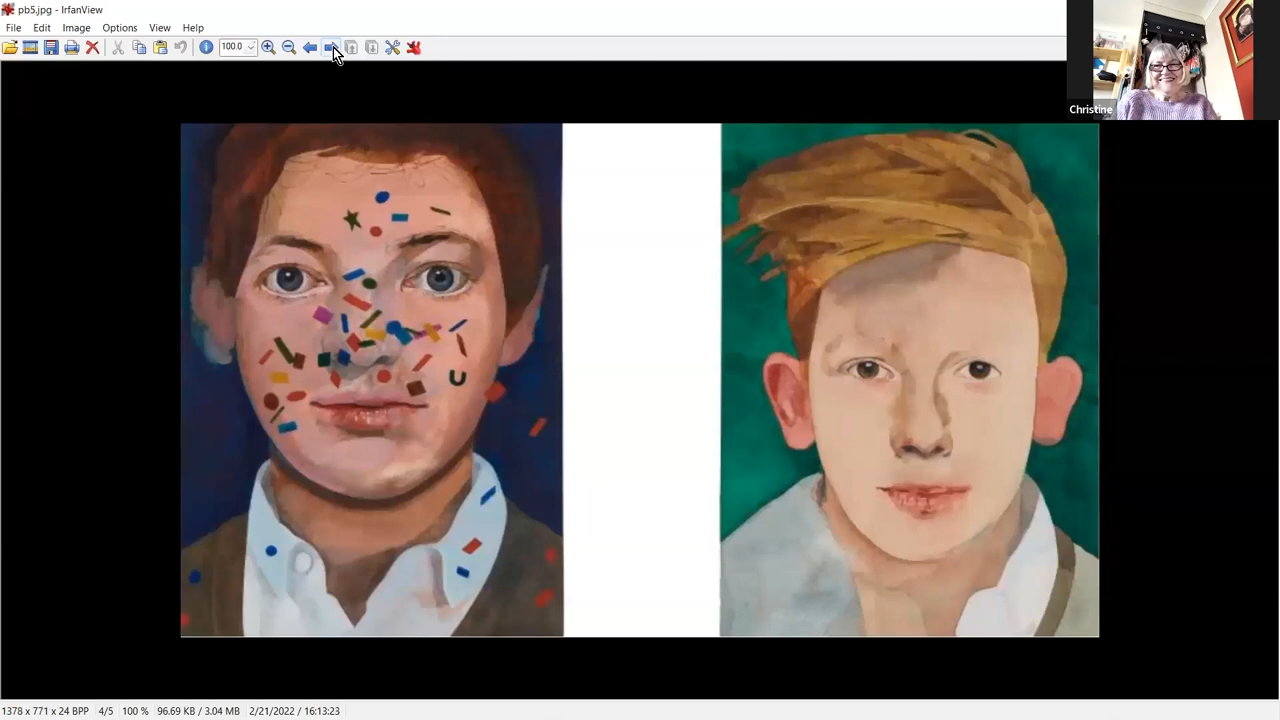 pb5.jpg - IrfanView
File Edit Image Options View Help
100.0
Christine
1378 x 771 x 24 BPP 4/5 100 % 96.69 KB / 3.04 MB 2/21/2022 / 16:13:23